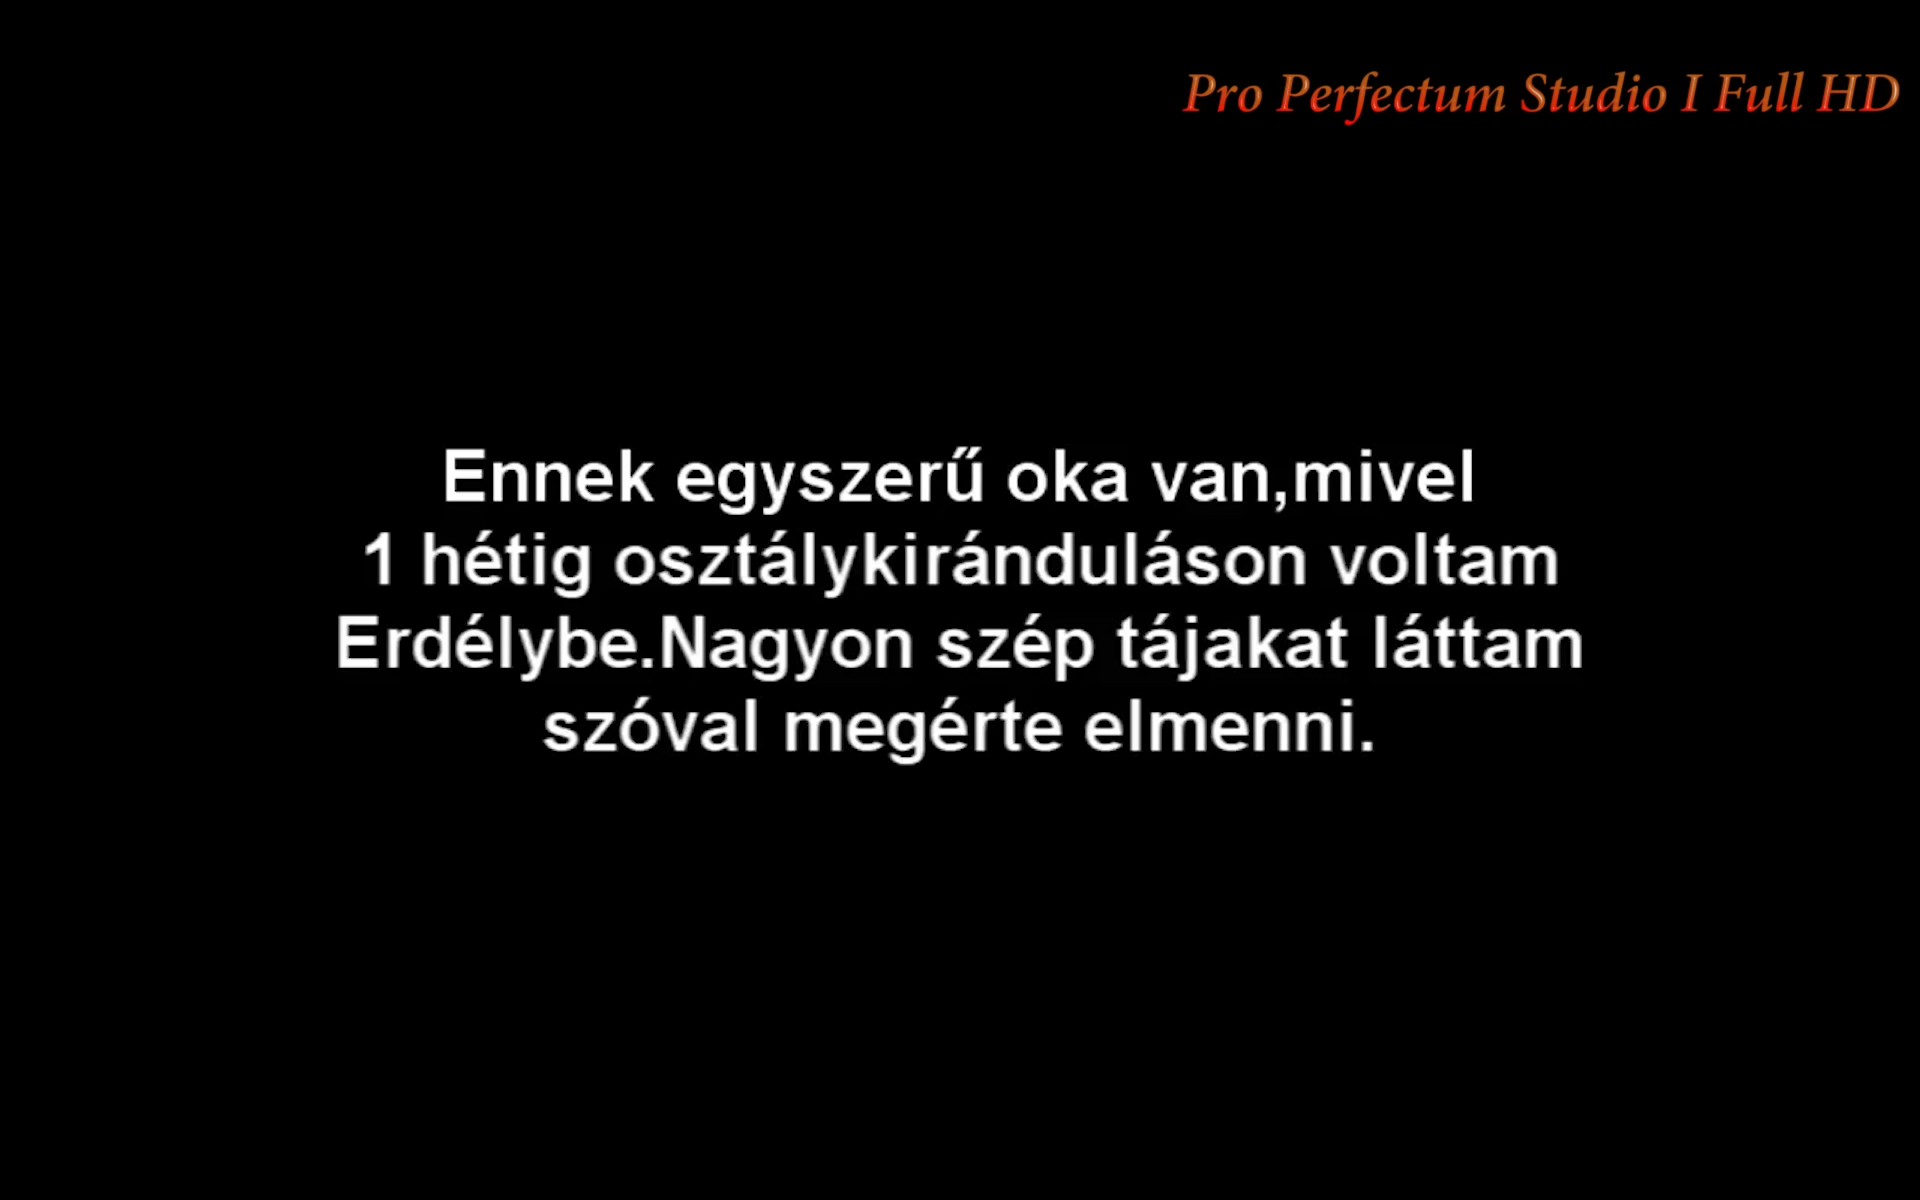 Pro Perfectum Studio I Full HD
Ennek egyszerű oka van,mivel
1 hétig osztálykiránduláson voltam
Erdélybe.Nagyon szép tájakat láttam
szóval megérte elmenni.